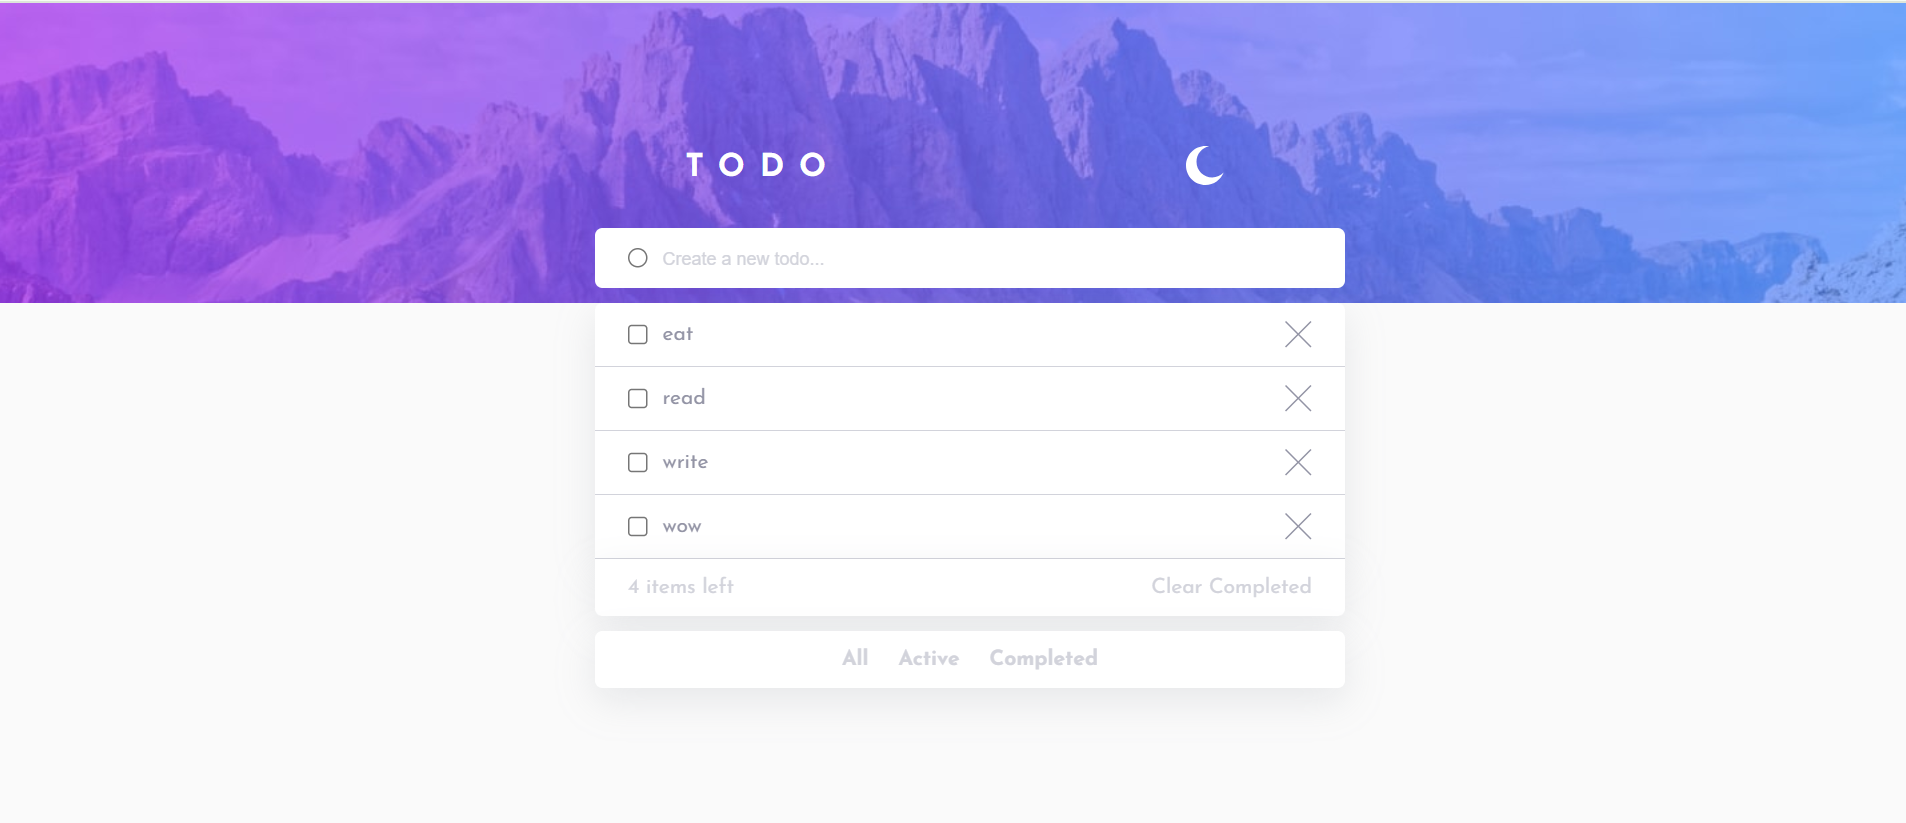 TODO
Create a new todo...
eat
read
write
wow
4 items left Clear Completed
All Active Completed